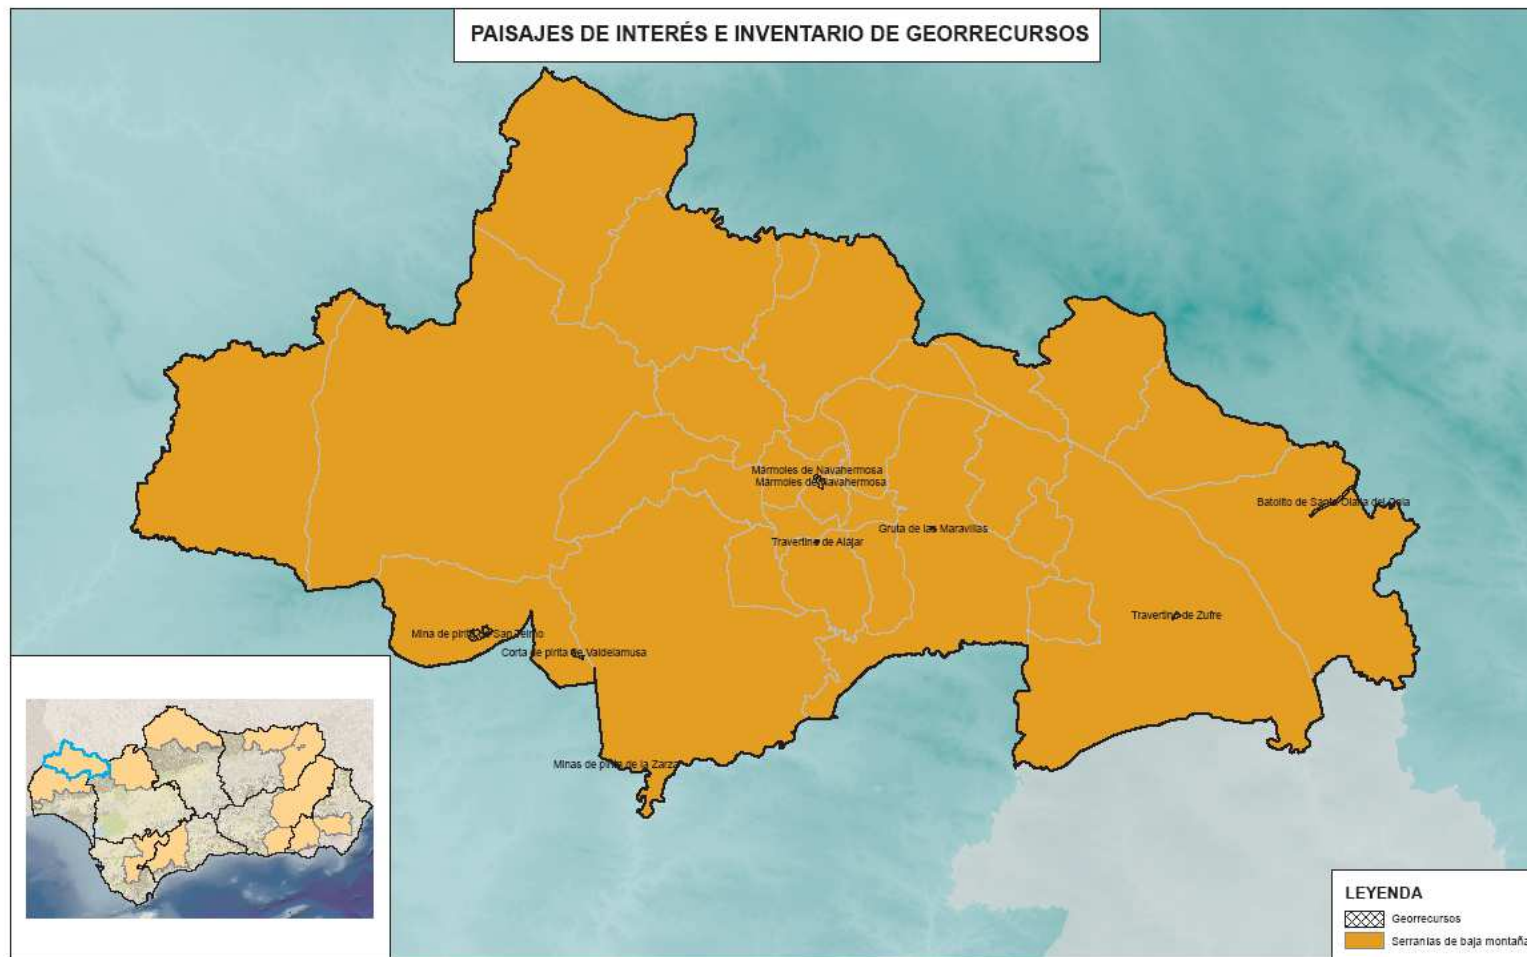 PAISAJES DE INTERÉS E INVENTARIO DE GEORRECURSOS
Mármoles de Navahermosa
Mármoles de Navahermosa
Batolito de Santa Olalla del Cala
Gruta de las Maravillas
Travertino de Alájar
Travertino de Zufre
Mina de pirita de San Telmo
Corta de pirita de Valdelamusa
Minas de pirita de la Zarza
LEYENDA
Georrecursos
Serranías de baja montaña